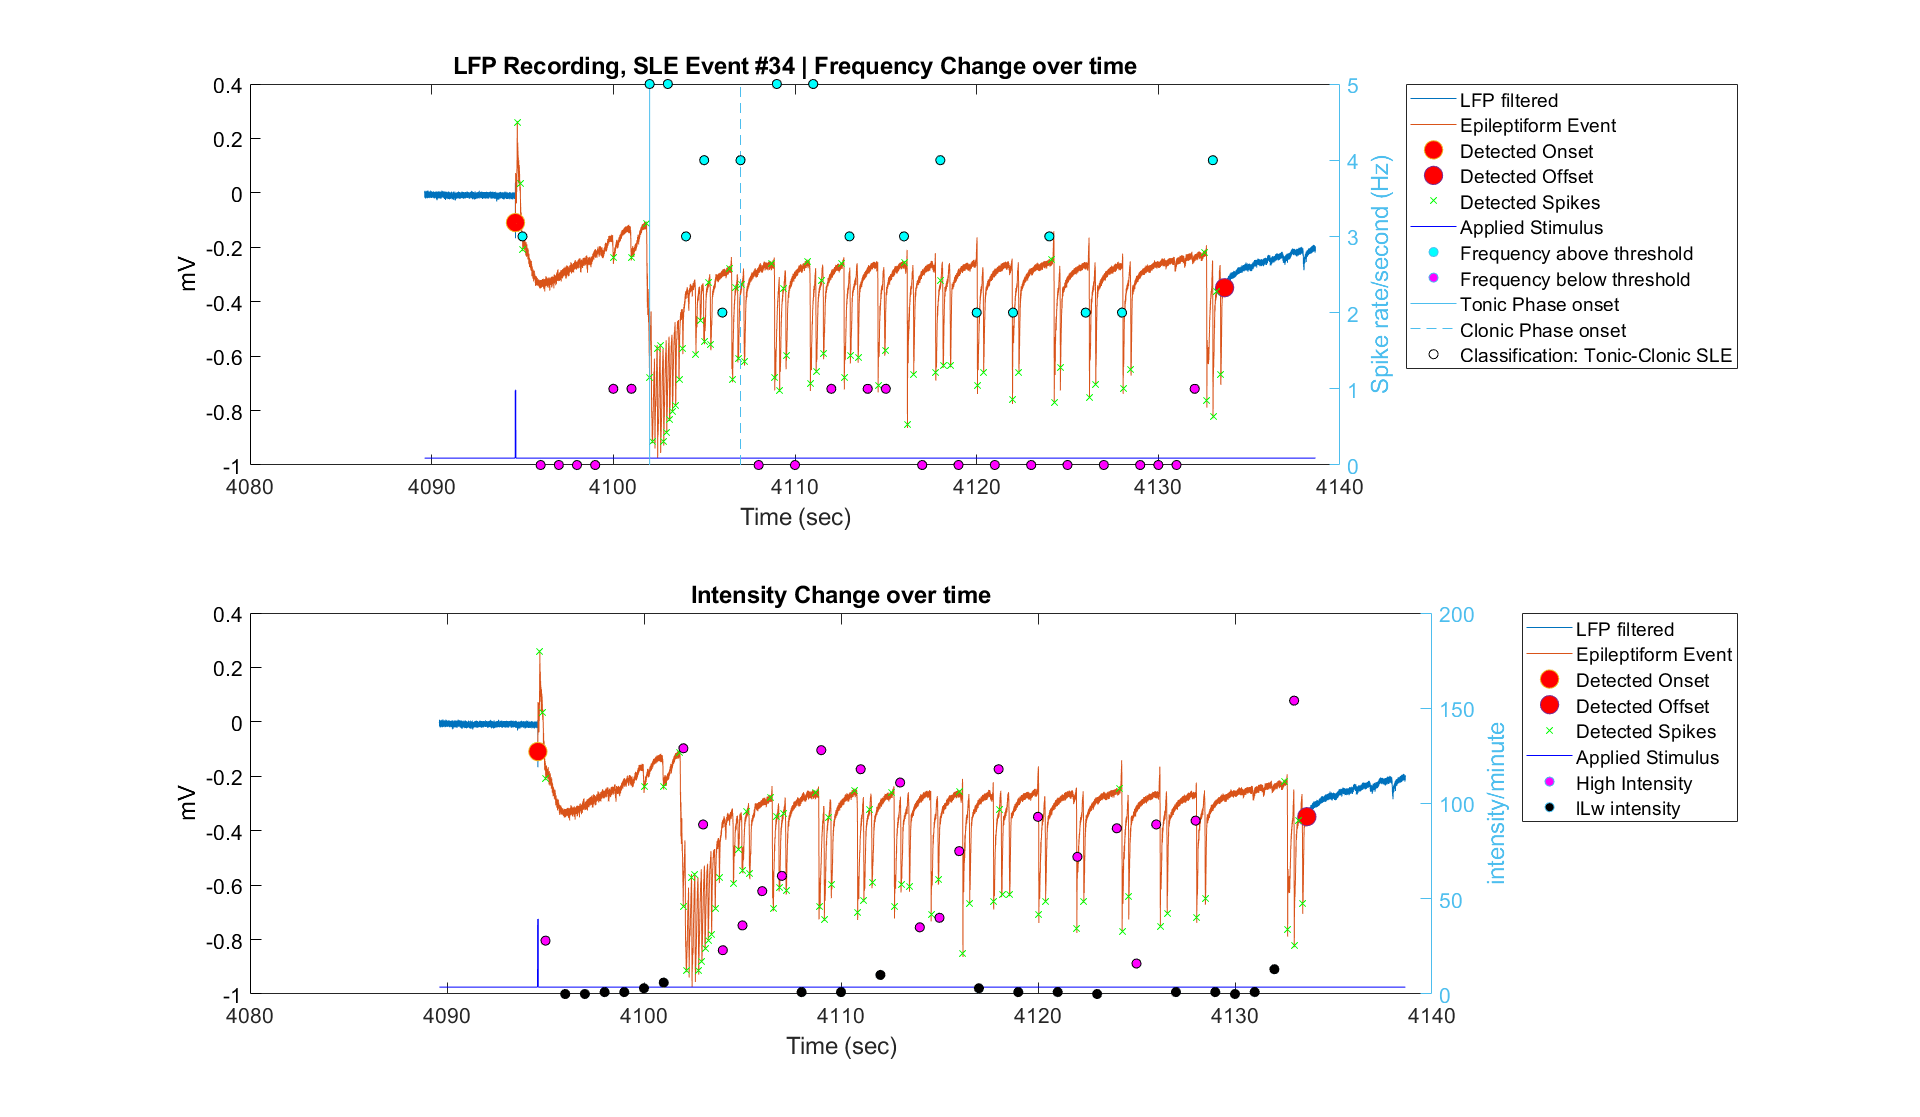 LFP Recording, SLE Event #34 | Frequency Change over time
0.4
0.2
0
-0.2
-0.4
-0.6
-0.8
-1
mV
4080
4090
4100
4110
4120
4130
4140
Time (sec)
5
4
3
2
1
0
Spike rate/second (Hz)
LFP filtered
Epileptiform Event
Detected Onset
Detected Offset
Detected Spikes
Applied Stimulus
Frequency above threshold
Frequency below threshold
Tonic Phase onset
Clonic Phase onset
Classification: Tonic-Clonic SLE
Intensity Change over time
0.4
0.2
0
-0.2
-0.4
-0.6
-0.8
-1
mV
4080
4090
4100
4110
4120
4130
4140
Time (sec)
200
150
100
50
0
intensity/minute
LFP filtered
Epileptiform Event
Detected Onset
Detected Offset
Detected Spikes
Applied Stimulus
High Intensity
lLw intensity